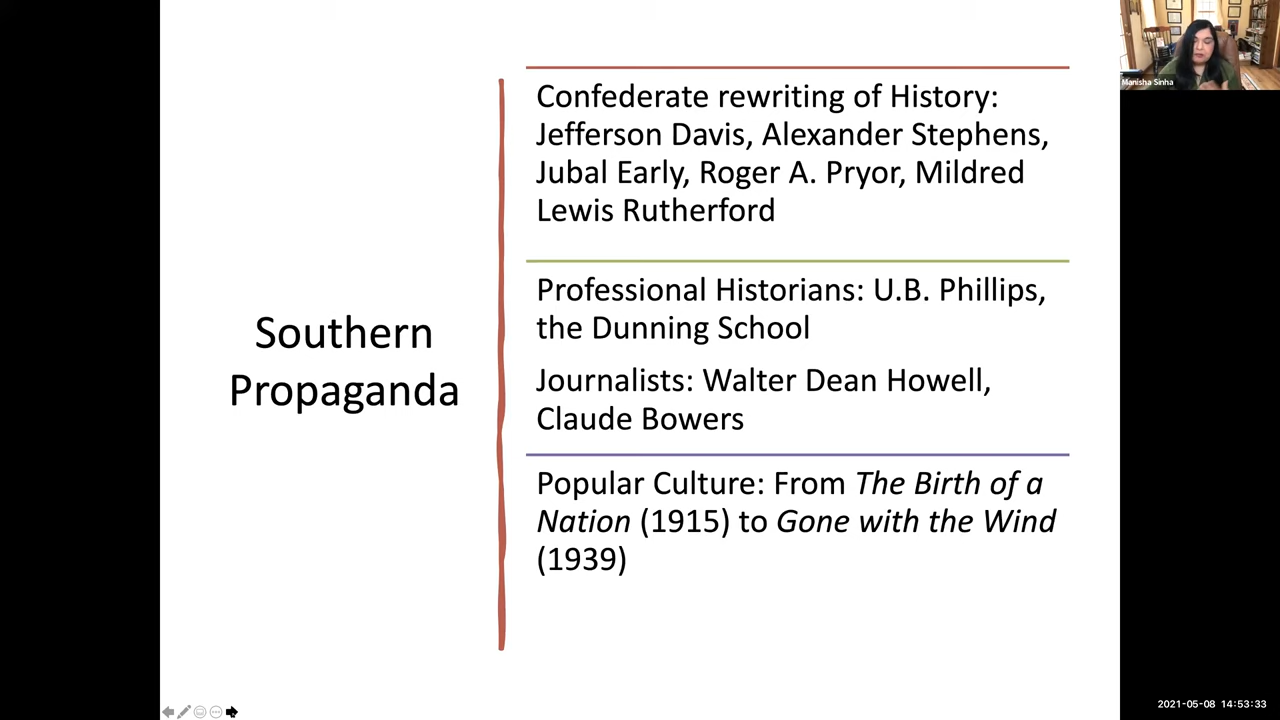 Southern
Propaganda
Confederate rewriting of History:
Jefferson Davis, Alexander Stephens,
Jubal Early, Roger A. Pryor, Mildred
Lewis Rutherford
Professional Historians: U.B. Phillips,
the Dunning School
Journalists: Walter Dean Howell,
Claude Bowers
Popular Culture: From The Birth of a
Nation (1915) to Gone with the Wind
(1939)
Manisha Sinha
2021-05-08 14:53:33